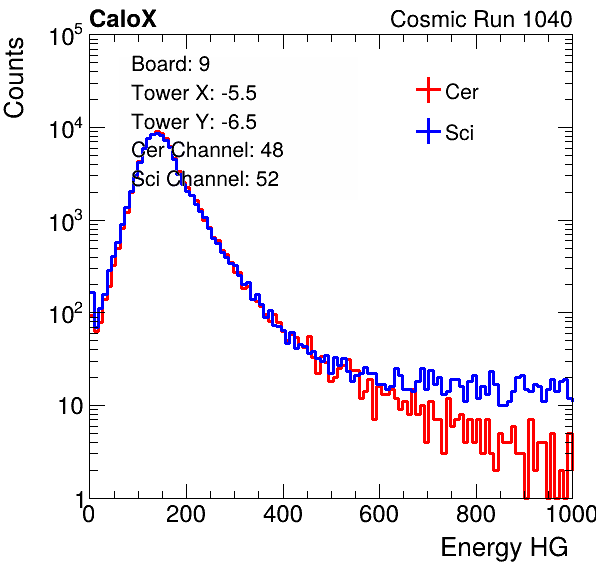 CaloX
Cosmic Run 1040
Counts
Board: 9
Tower X: -5.5
Tower Y: -6.5
Cer Channel: 48
Sci Channel: 52
Cer
Sci
10^5
10^4
10^3
10^2
10
1
0 200 400 600 800 1000
Energy HG